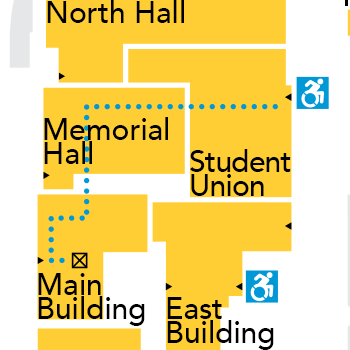 North Hall
Memorial
Hall
Student
Union
Main
Building
East
Building